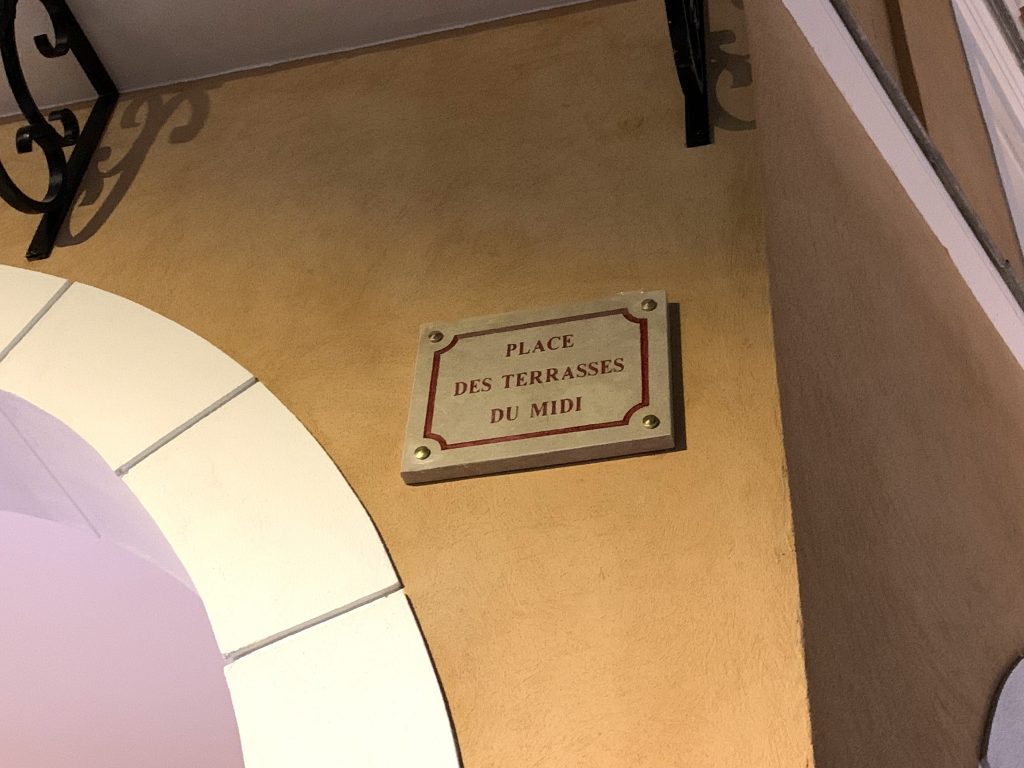 PLACE
DES TERRASSES
DU MIDI